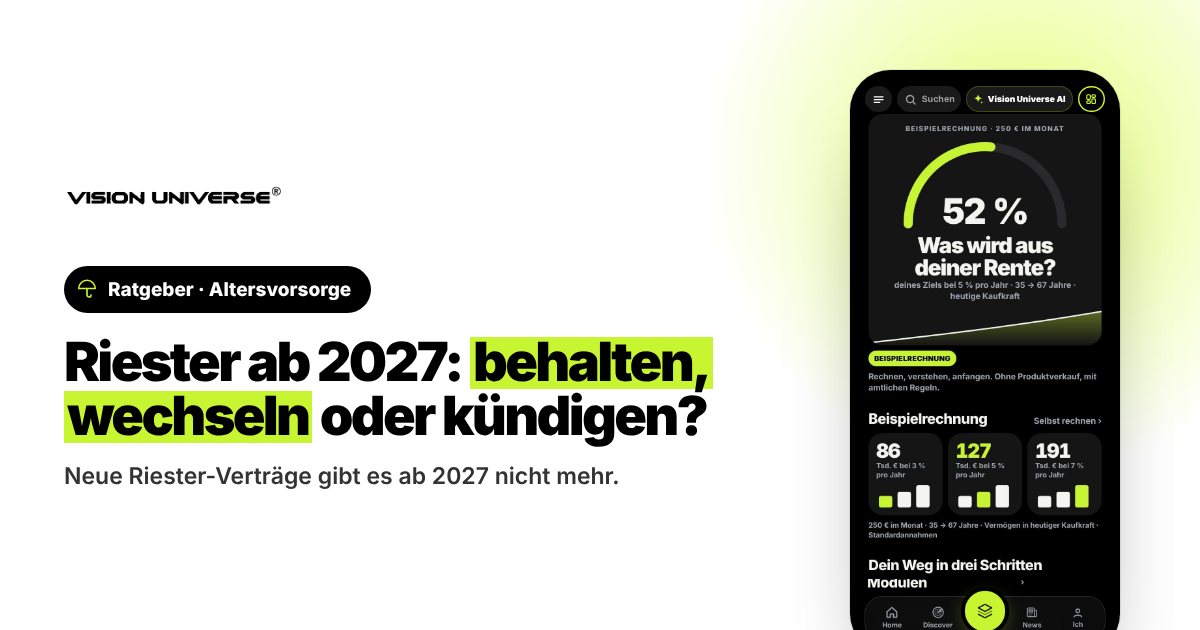 VISION UNIVERSE®
Ratgeber · Altersvorsorge
Riester ab 2027: behalten,
wechseln oder kündigen?
Neue Riester-Verträge gibt es ab 2027 nicht mehr.
Suchen
Vision Universe AI
BEISPIELRECHNUNG · 250 € IM MONAT
52 %
Was wird aus
deiner Rente?
deines Ziels bei 5 % pro Jahr · 35 → 67 Jahre ·
heutige Kaufkraft
BEISPIELRECHNUNG
Rechnen, verstehen, anfangen. Ohne Produktverkauf, mit
amtlichen Regeln.
Beispielrechnung
Selbst rechnen ›
86
Tsd. € bei 3 %
pro Jahr
127
Tsd. € bei 5 %
pro Jahr
191
Tsd. € bei 7 %
pro Jahr
250 € im Monat · 35 → 67 Jahre · Vermögen in heutiger Kaufkraft ·
Standardannahmen
Dein Weg in drei Schritten
Modulen ›
Home
Discover
News
Ich